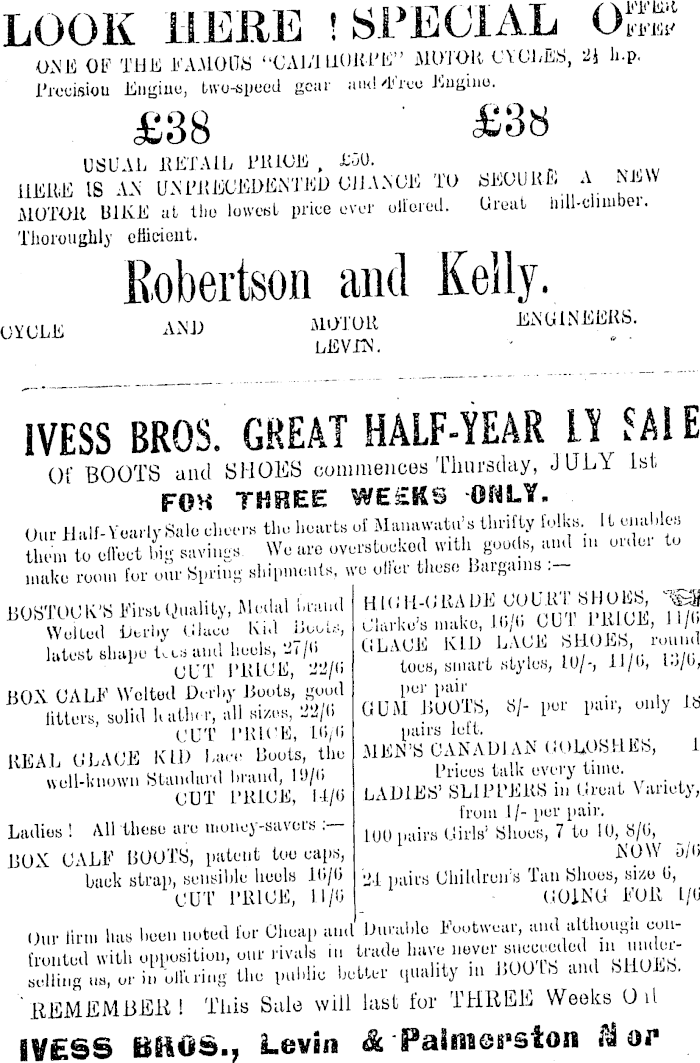 LOOK HERE ! SPECIAL OFFER
OFFER
ONE OF THE FAMOUS "CALTHORPE" MOTOR CYCLES, 2½ h.p.
Precision Engine, two-speed gear and Free Engine.
£38 £38
USUAL RETAIL PRICE, £50.
HERE IS AN UNPRECEDENTED CHANCE TO SECURE A NEW
MOTOR BIKE at the lowest price ever offered. Great hill-climber.
Thoroughly efficient.
Robertson and Kelly.
CYCLE AND MOTOR ENGINEERS.
LEVIN.
IVESS BROS. GREAT HALF-YEARLY SALE
Of BOOTS and SHOES commences Thursday, JULY 1st
FOR THREE WEEKS ONLY.
Our Half-Yearly Sale cheers the hearts of Manawatu's thrifty folks. It enables
them to effect big savings. We are overstocked with goods, and in order to
make room for our Spring shipments, we offer these Bargains :—
BOSTOCK'S First Quality, Medal brand
Welted Derby Glace Kid Boots,
latest shape toes and heels, 27/6
CUT PRICE, 22/6
BOX CALF Welted Derby Boots, good
fitters, solid leather, all sizes, 22/6
CUT PRICE, 16/6
REAL GLACE KID Lace Boots, the
well-known Standard brand, 19/6
CUT PRICE, 14/6
Ladies ! All these are money-savers :—
BOX CALF BOOTS, patent toe caps,
back strap, sensible heels 16/6
CUT PRICE, 11/6
HIGH-GRADE COURT SHOES,
Clarke's make, 16/6 CUT PRICE, 11/6
GLACE KID LACE SHOES, round
toes, smart styles, 10/-, 11/6, 13/6,
per pair
GUM BOOTS, 8/- per pair, only 18
pairs left.
MEN'S CANADIAN GOLOSHES,
Prices talk every time.
LADIES' SLIPPERS in Great Variety,
from 1/- per pair.
100 pairs Girls' Shoes, 7 to 10, 8/6,
NOW 5/6
24 pairs Children's Tan Shoes, size 6,
GOING FOR 1/6
Our firm has been noted for Cheap and Durable Footwear, and although con-
fronted with opposition, our rivals in trade have never succeeded in under-
selling us, or in offering the public better quality in BOOTS and SHOES.
REMEMBER ! This Sale will last for THREE Weeks
IVESS BROS., Levin & Palmerston Nor